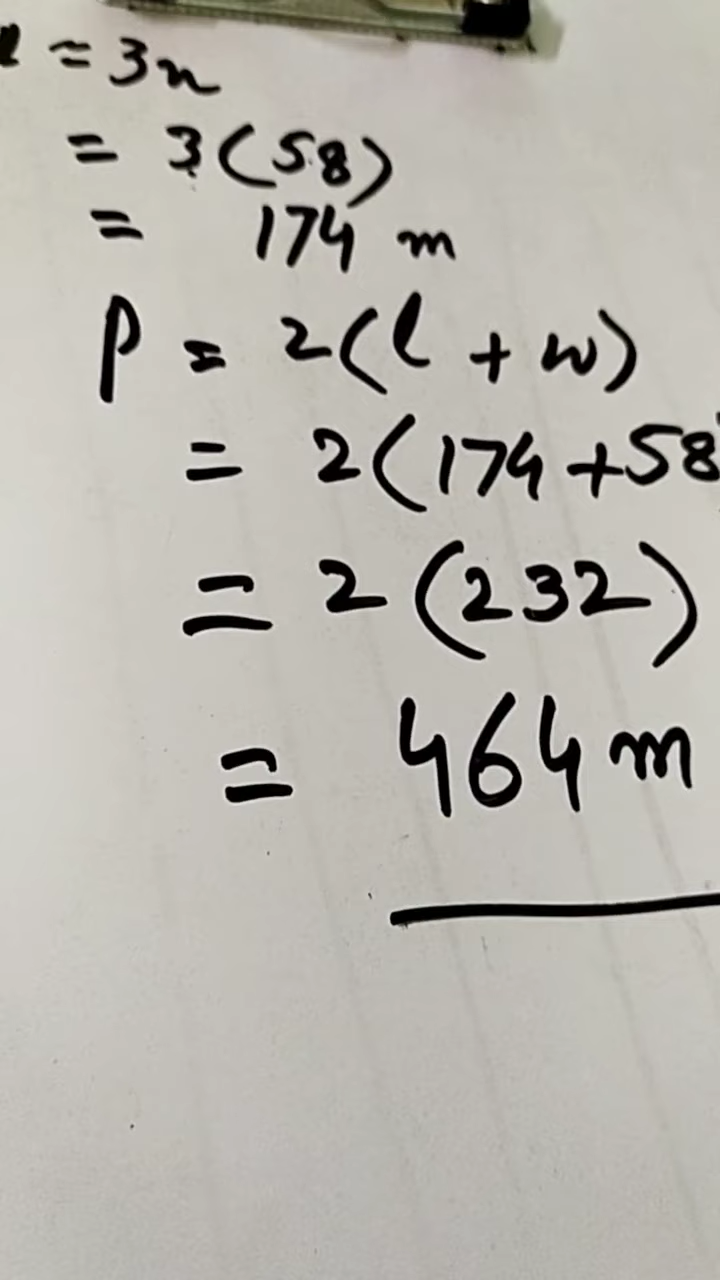 = 3x
= 3(58)
= 174 m
P = 2(l + w)
= 2(174+58)
= 2(232)
= 464 m